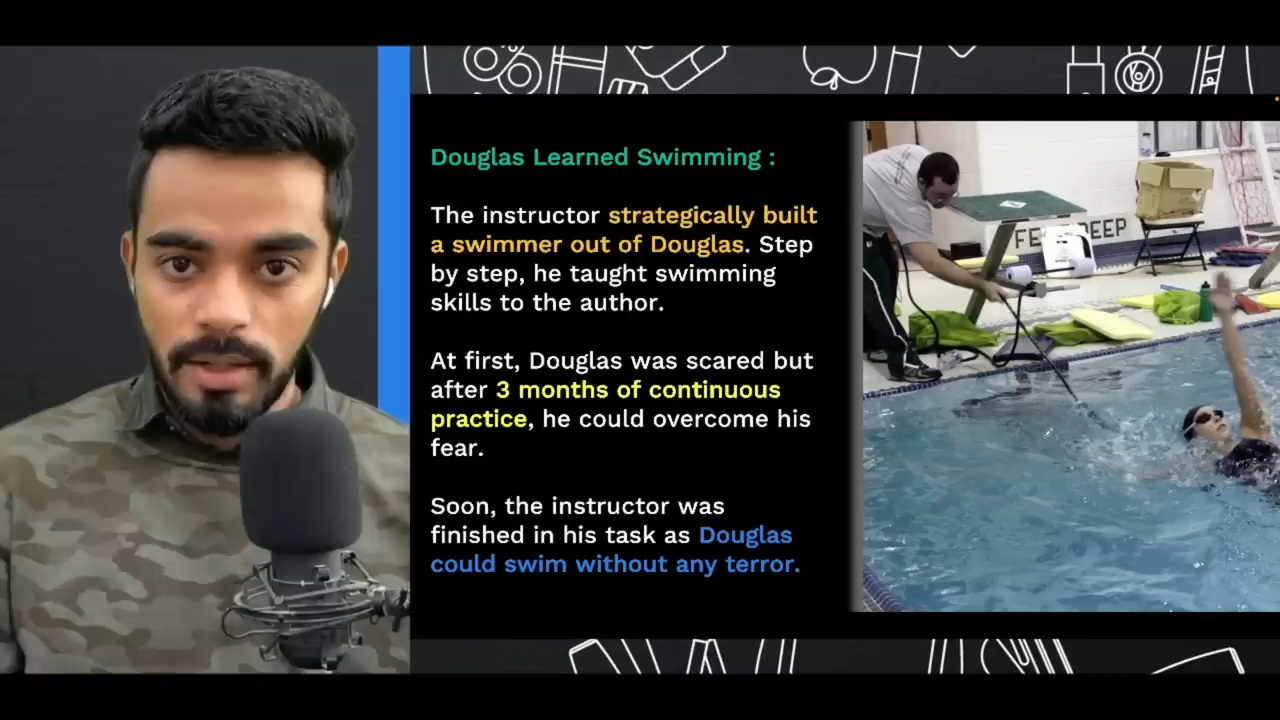 Douglas Learned Swimming :
The instructor strategically built
a swimmer out of Douglas. Step
by step, he taught swimming
skills to the author.
At first, Douglas was scared but
after 3 months of continuous
practice, he could overcome his
fear.
Soon, the instructor was
finished in his task as Douglas
could swim without any terror.